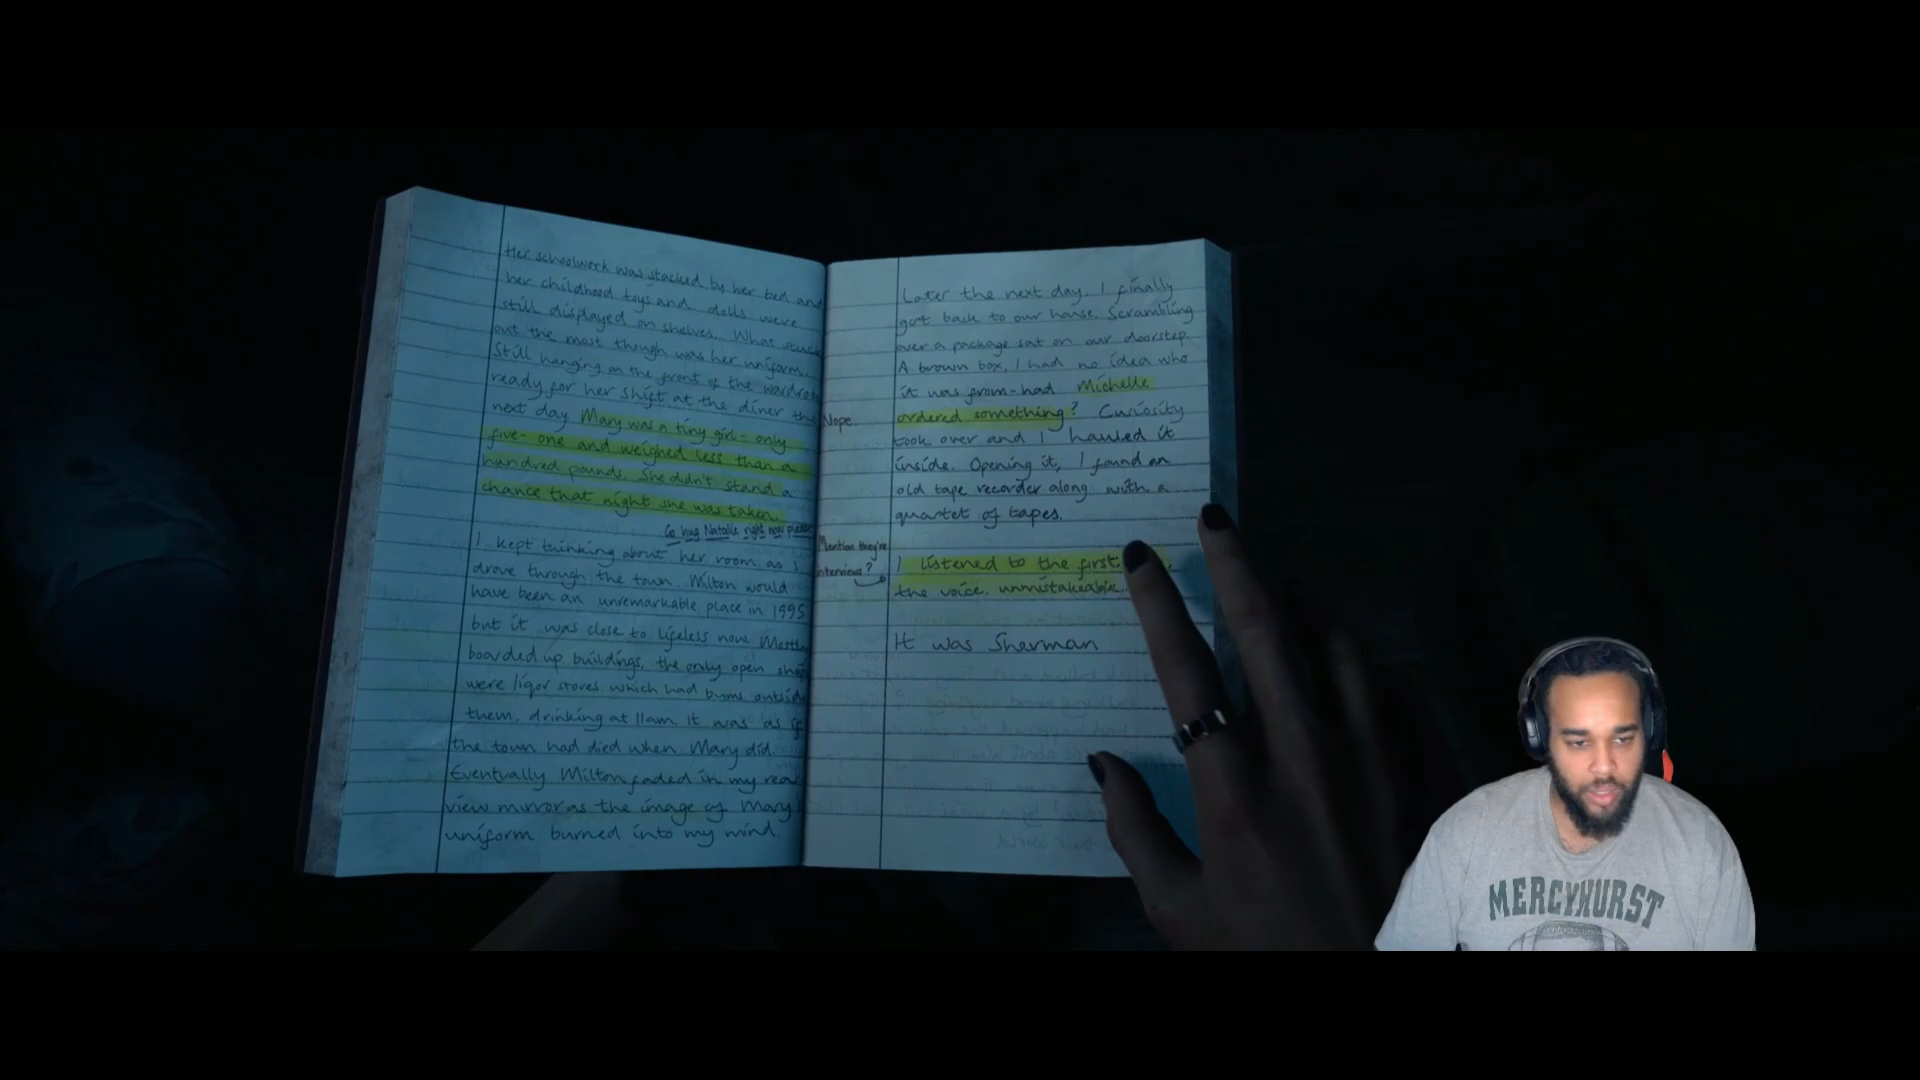 Her schoolwork was stacked by her bed and
her childhood toys and dolls were
still displayed on shelves. What stuck
out the most though was her uniform.
Still hanging on the front of the wardrobe
ready for her shift at the diner the
next day. Mary was a tiny girl - only
five-one and weighed less than a
hundred pounds. She didn't stand a
chance that night she was taken.
Go hug Natalie right now please
I kept thinking about her room as I
drove through the town. Milton would
have been an unremarkable place in 1995
but it was close to lifeless now. Mostly
boarded up buildings, the only open shops
were liqor stores which had bums outside
them, drinking at 11am. It was as if
the town had died when Mary did.
Eventually Milton faded in my rear
view mirror as the image of Mary's
uniform burned into my mind.
Later the next day, I finally
got back to our house. Scrambling
over a package sat on our doorstep.
A brown box, I had no idea who
it was from - had Michelle
Nope
ordered something? Curiosity
took over and I hauled it
inside. Opening it, I found an
old tape recorder along with a
quartet of tapes.
Mention they're
interviews?
I listened to the first
the voice, unmistakeable.
It was Sherman
MERCYHURST